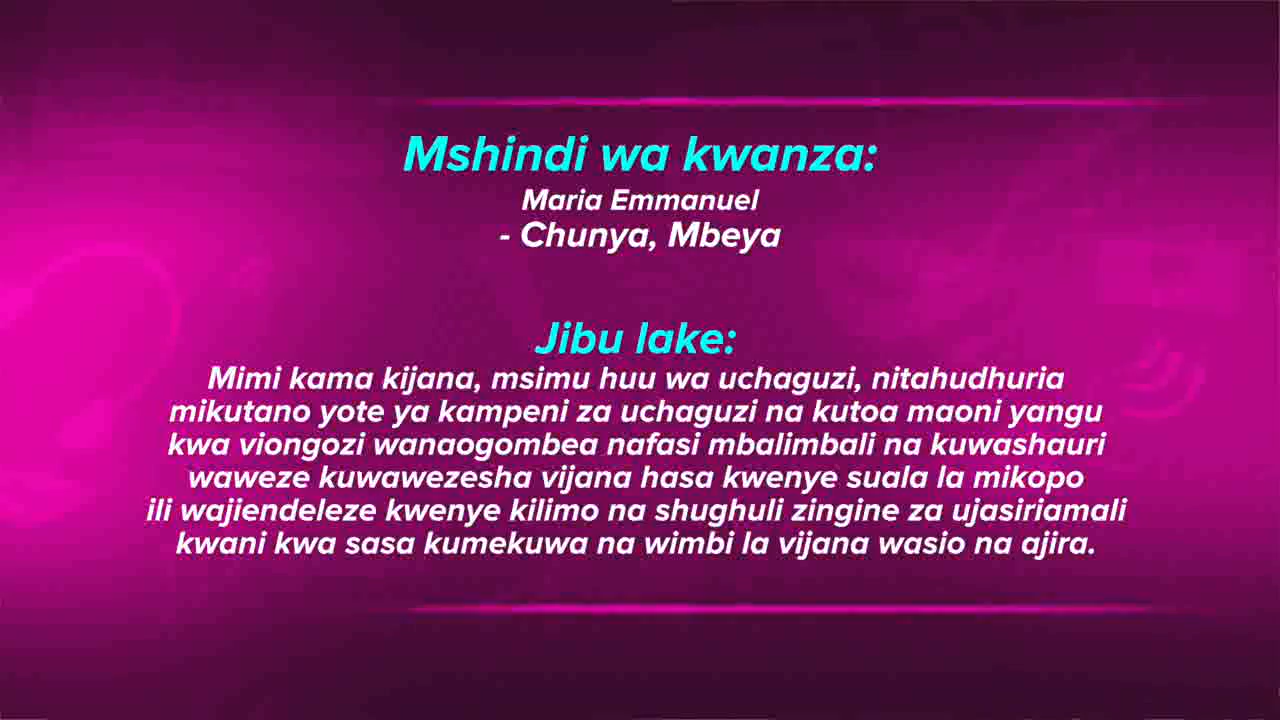 Mshindi wa kwanza:
Maria Emmanuel
- Chunya, Mbeya
Jibu lake:
Mimi kama kijana, msimu huu wa uchaguzi, nitahudhuria
mikutano yote ya kampeni za uchaguzi na kutoa maoni yangu
kwa viongozi wanaogombea nafasi mbalimbali na kuwashauri
waweze kuwawezesha vijana hasa kwenye suala la mikopo
ili wajiendeleze kwenye kilimo na shughuli zingine za ujasiriamali
kwani kwa sasa kumekuwa na wimbi la vijana wasio na ajira.